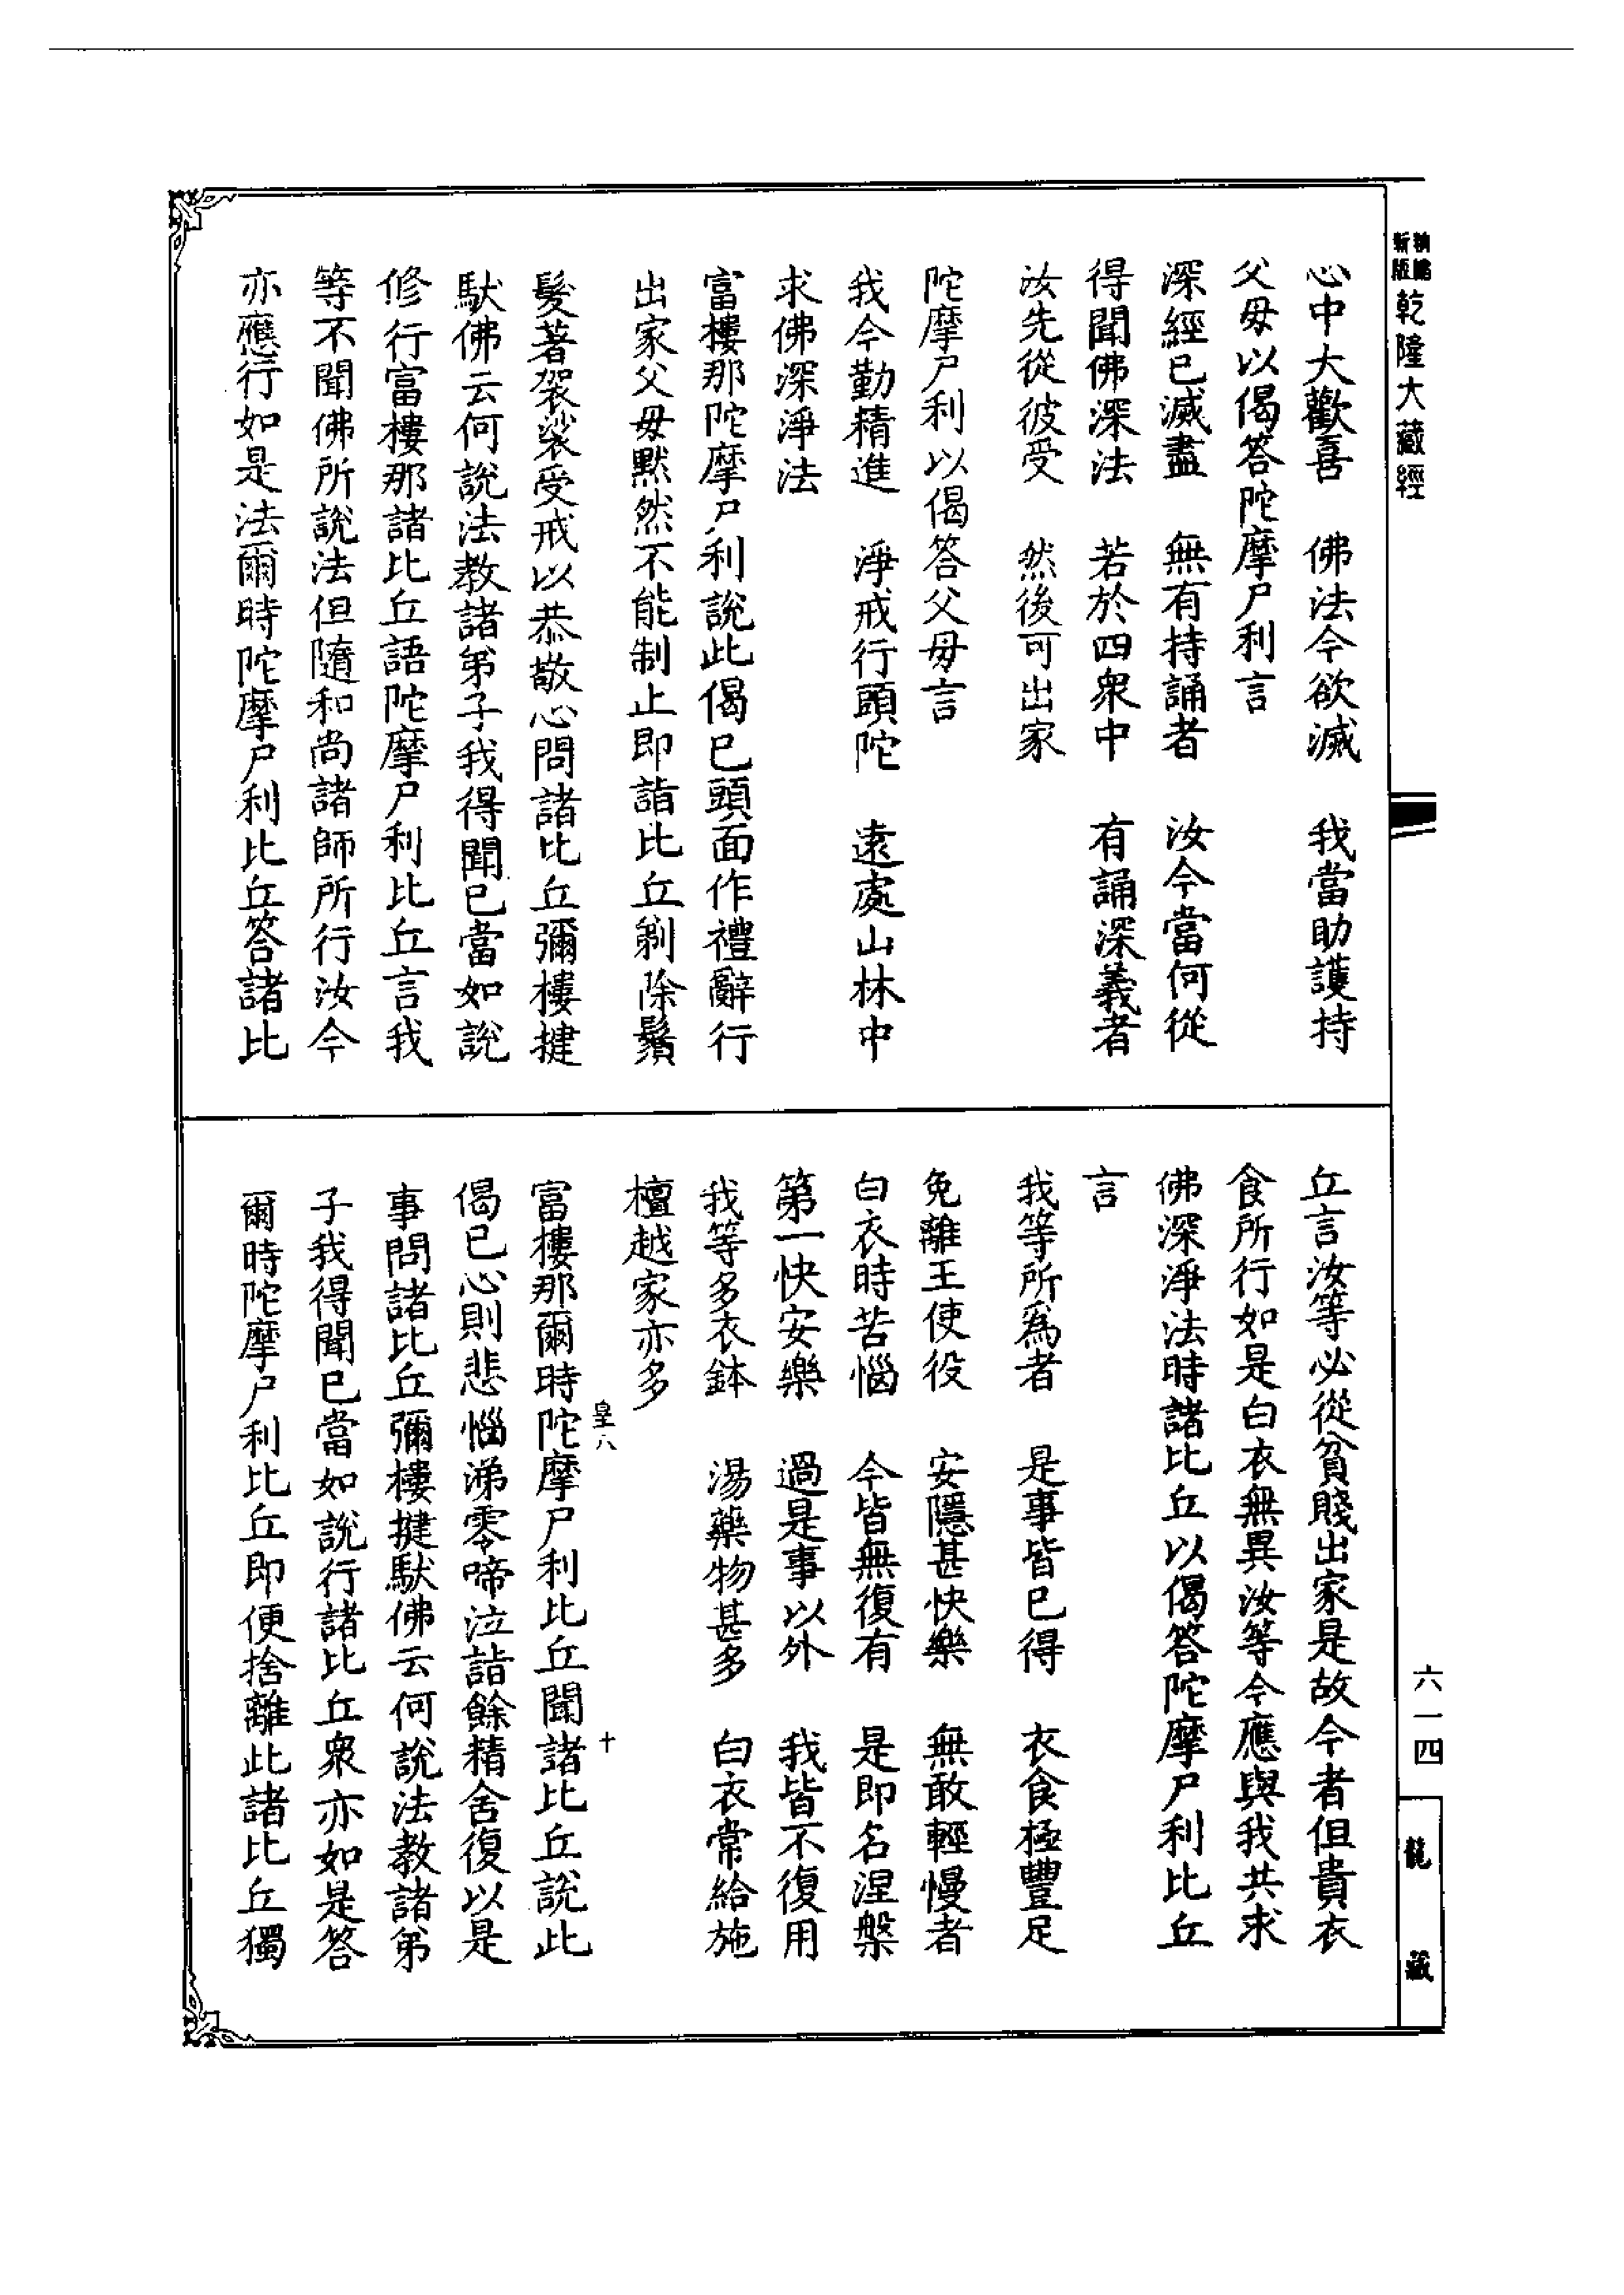 新版
乾隆大藏經
心中大歡喜　佛法今欲滅　我當助護持
父母以偈答陀摩尸利言
深經已滅盡　無有持誦者　汝今當何從
得聞佛深法　若於四衆中　有誦深義者
汝先從彼受　然後可出家
陀摩尸利以偈答父母言
我今勤精進　淨戒行頭陀　遠處山林中
求佛深淨法
富樓那陀摩尸利說此偈已頭面作禮辭行
出家父母默然不能制止即詣比丘剃除鬚
髮著袈裟受戒以恭敬心問諸比丘彌樓揵
馱佛云何說法教諸弟子我得聞已當如說
修行富樓那諸比丘語陀摩尸利比丘言我
等不聞佛所說法但隨和尚諸師所行汝今
亦應行如是法爾時陀摩尸利比丘答諸比
丘言汝等必從貧賤出家是故今者但貴衣
食所行如是白衣無異汝等今應與我共求
佛深淨法時諸比丘以偈答陀摩尸利比丘
言
我等所爲者　是事皆已得　衣食極豐足
免離王使役　安隱甚快樂　無敢輕慢者
白衣時苦惱　今皆無復有　是即名涅槃
第一快安樂　過是事以外　我皆不復用
我等多衣鉢　湯藥物甚多　白衣常給施
檀越家亦多
皇八　十
富樓那爾時陀摩尸利比丘聞諸比丘說此
偈已心則悲惱涕零啼泣詣餘精舍復以是
事問諸比丘彌樓揵馱佛云何說法教諸弟
子我得聞已當如說行諸比丘衆亦如是答
爾時陀摩尸利比丘即便捨離此諸比丘獨
六一四
龍藏